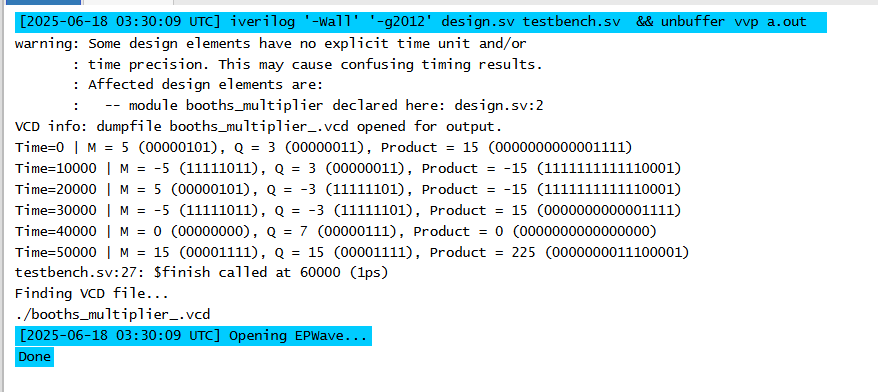 [2025-06-18 03:30:09 UTC] iverilog '-Wall' '-g2012' design.sv testbench.sv  && unbuffer vvp a.out
warning: Some design elements have no explicit time unit and/or
       : time precision. This may cause confusing timing results.
       : Affected design elements are:
       :   -- module booths_multiplier declared here: design.sv:2
VCD info: dumpfile booths_multiplier_.vcd opened for output.
Time=0 | M = 5 (00000101), Q = 3 (00000011), Product = 15 (0000000000001111)
Time=10000 | M = -5 (11111011), Q = 3 (00000011), Product = -15 (1111111111110001)
Time=20000 | M = 5 (00000101), Q = -3 (11111101), Product = -15 (1111111111110001)
Time=30000 | M = -5 (11111011), Q = -3 (11111101), Product = 15 (0000000000001111)
Time=40000 | M = 0 (00000000), Q = 7 (00000111), Product = 0 (0000000000000000)
Time=50000 | M = 15 (00001111), Q = 15 (00001111), Product = 225 (0000000011100001)
testbench.sv:27: $finish called at 60000 (1ps)
Finding VCD file...
./booths_multiplier_.vcd
[2025-06-18 03:30:09 UTC] Opening EPWave...
Done